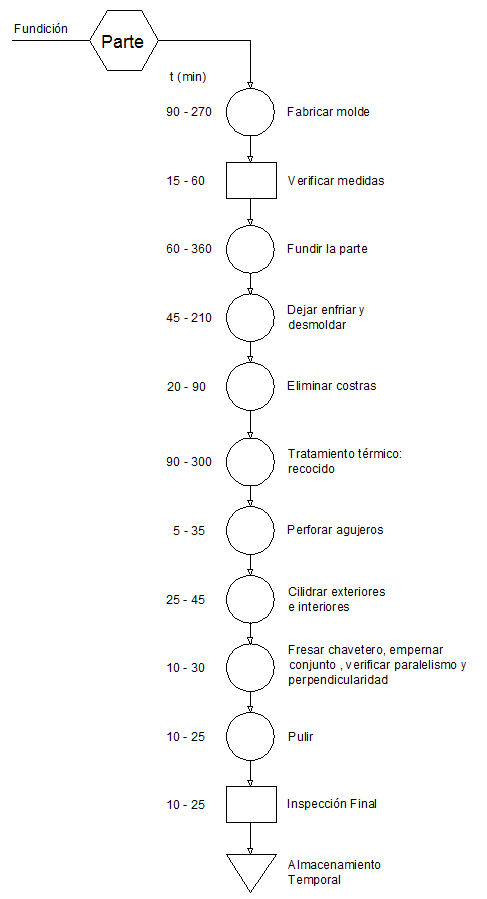 Fundición
Parte
t (min)
90 - 270 Fabricar molde
15 - 60 Verificar medidas
60 - 360 Fundir la parte
45 - 210 Dejar enfriar y
desmoldar
20 - 90 Eliminar costras
90 - 300 Tratamiento térmico:
recocido
5 - 35 Perforar agujeros
25 - 45 Cilidrar exteriores
e interiores
10 - 30 Fresar chavetero, empernar
conjunto , verificar paralelismo y
perpendicularidad
10 - 25 Pulir
10 - 25 Inspección Final
Almacenamiento
Temporal